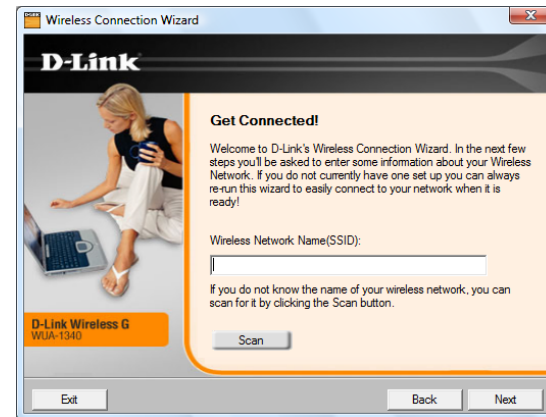 Wireless Connection Wizard
D-Link
Get Connected!
Welcome to D-Link's Wireless Connection Wizard. In the next few
steps you'll be asked to enter some information about your Wireless
Network. If you do not currently have one set up you can always
re-run this wizard to easily connect to your network when it is
ready!
Wireless Network Name(SSID):
If you do not know the name of your wireless network, you can
scan for it by clicking the Scan button.
D-Link Wireless G
WUA-1340
Scan
Exit
Back
Next